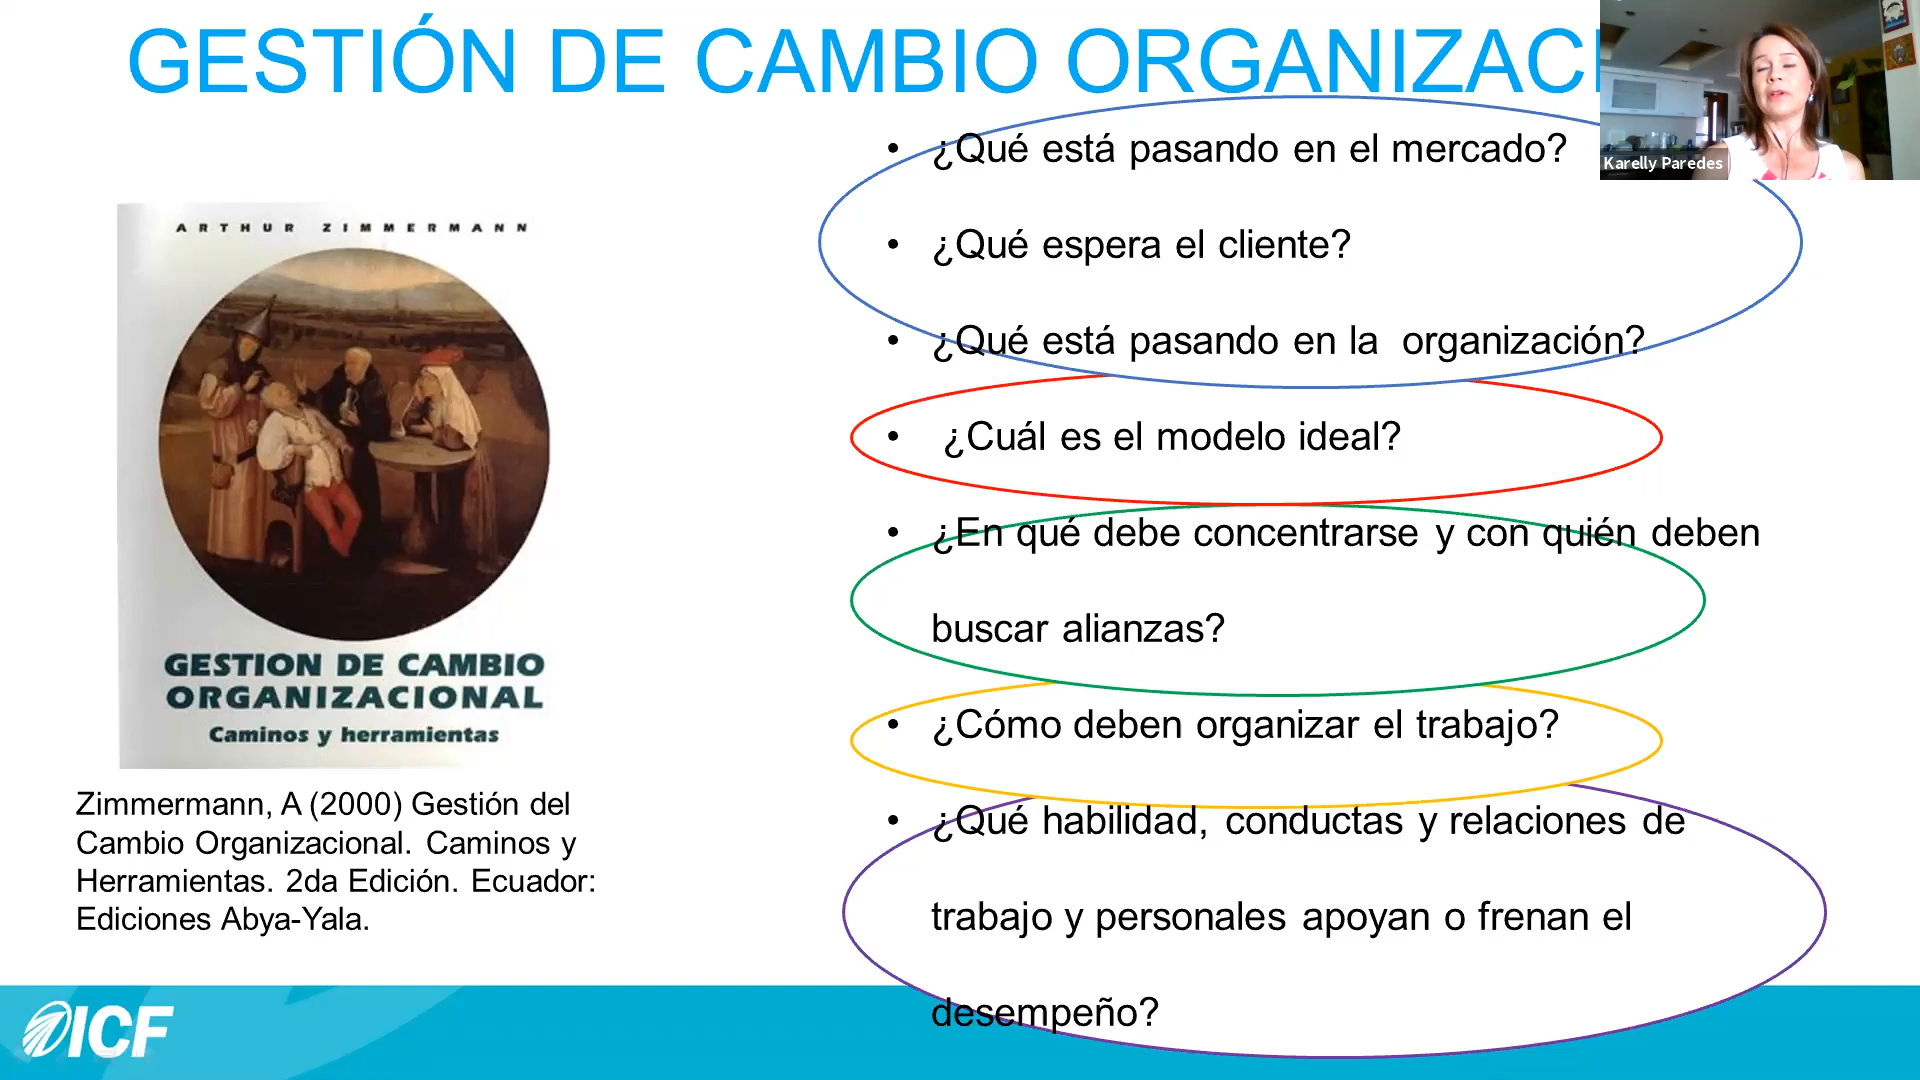 GESTIÓN DE CAMBIO ORGANIZACI
Karelly Paredes
• ¿Qué está pasando en el mercado?
• ¿Qué espera el cliente?
• ¿Qué está pasando en la organización?
• ¿Cuál es el modelo ideal?
• ¿En qué debe concentrarse y con quién deben
buscar alianzas?
• ¿Cómo deben organizar el trabajo?
• ¿Qué habilidad, conductas y relaciones de
trabajo y personales apoyan o frenan el
desempeño?
ARTHUR ZIMMERMANN
GESTION DE CAMBIO
ORGANIZACIONAL
Caminos y herramientas
Zimmermann, A (2000) Gestión del
Cambio Organizacional. Caminos y
Herramientas. 2da Edición. Ecuador:
Ediciones Abya-Yala.
ICF